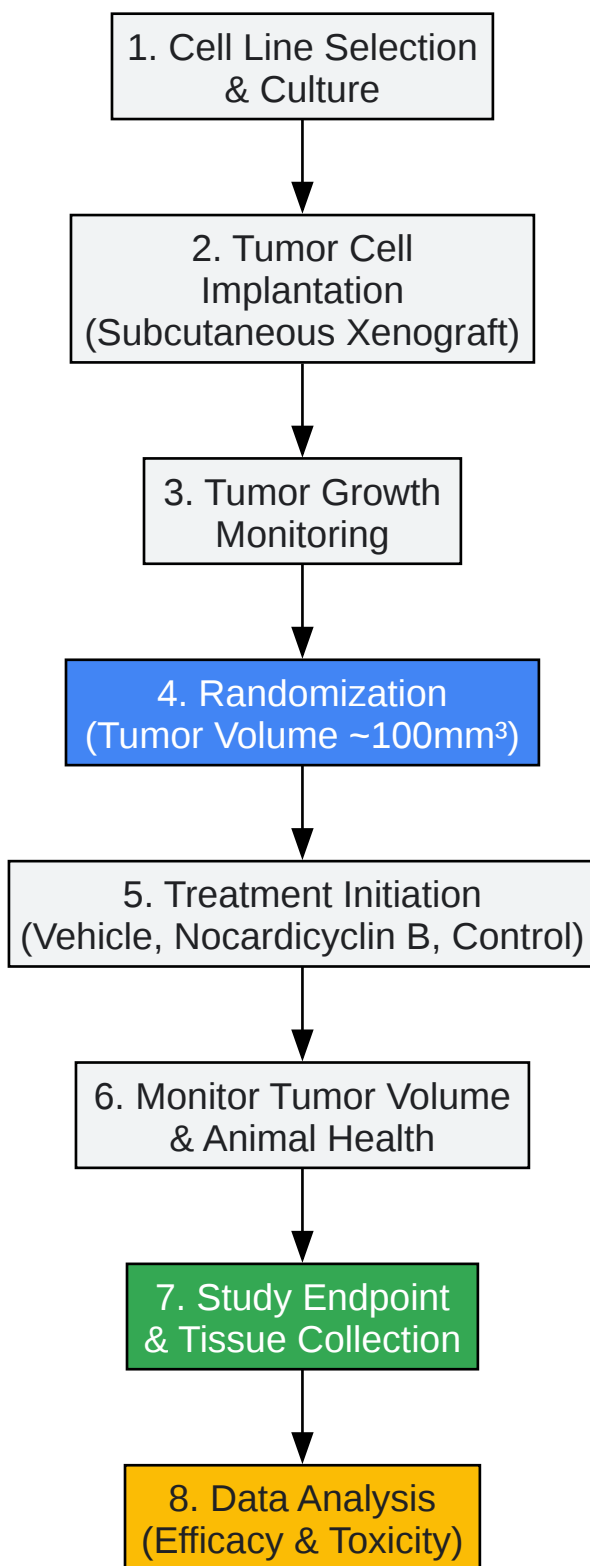 1. Cell Line Selection
& Culture
2. Tumor Cell
Implantation
(Subcutaneous Xenograft)
3. Tumor Growth
Monitoring
4. Randomization
(Tumor Volume ~100mm³)
5. Treatment Initiation
(Vehicle, Nocardicyclin B, Control)
6. Monitor Tumor Volume
& Animal Health
7. Study Endpoint
& Tissue Collection
8. Data Analysis
(Efficacy & Toxicity)